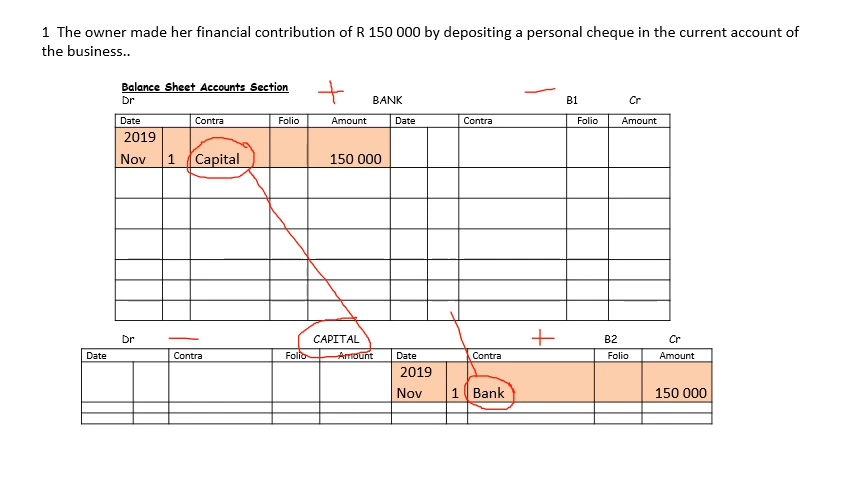 1 The owner made her financial contribution of R 150 000 by depositing a personal cheque in the current account of
the business..
Balance Sheet Accounts Section
+ −
Dr BANK B1 Cr
Date Contra Folio Amount Date Contra Folio Amount
2019
Nov 1 Capital 150 000
Dr − CAPITAL + B2 Cr
Date Contra Folio Amount Date Contra Folio Amount
2019
Nov 1 Bank 150 000